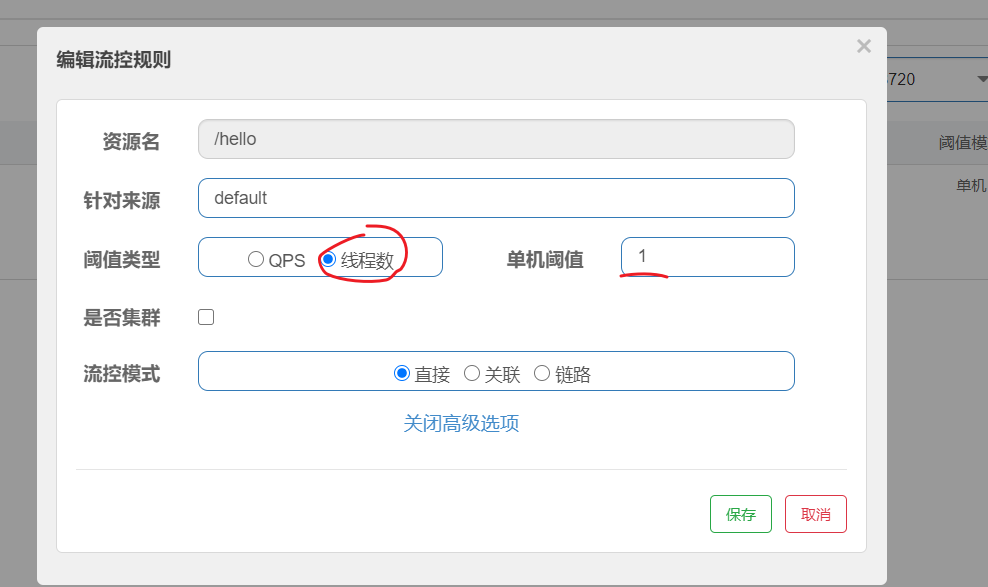 编辑流控规则 ×
720
资源名 /hello
阈值模
针对来源 default
单机
阈值类型 QPS 线程数 单机阈值 1
是否集群
流控模式 直接 关联 链路
关闭高级选项
保存 取消